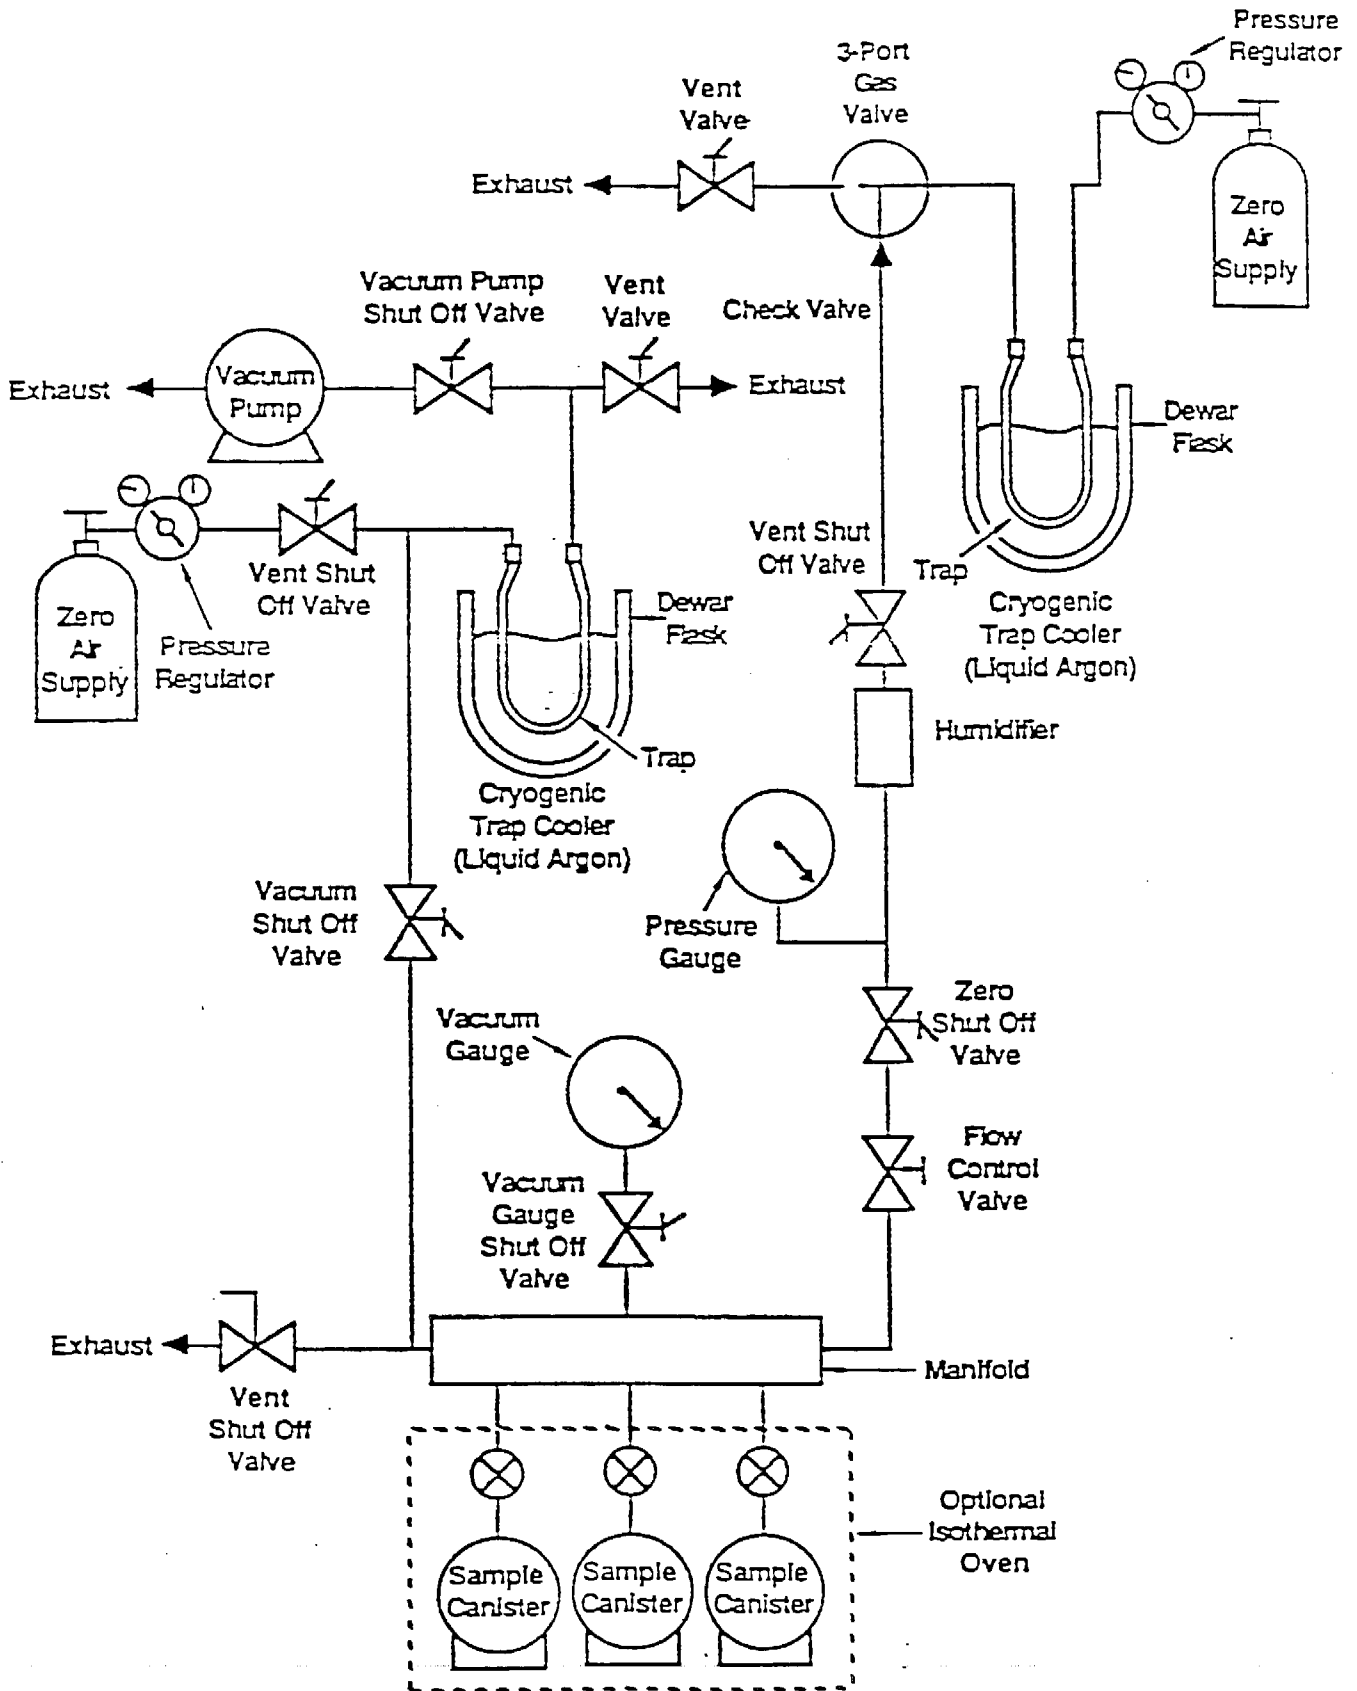 Pressure
Regulator
3-Port
Gas
Valve
Vent
Valve
Exhaust
Zero
Air
Supply
Vacuum Pump
Shut Off Valve
Vent
Valve
Check Valve
Exhaust
Vacuum
Pump
Exhaust
Dewar
Flask
Vent Shut
Off Valve
Trap
Cryogenic
Trap Cooler
(Liquid Argon)
Vent Shut
Off Valve
Zero
Air
Supply
Pressure
Regulator
Dewar
Flask
Trap
Cryogenic
Trap Cooler
(Liquid Argon)
Humidifier
Vacuum
Shut Off
Valve
Pressure
Gauge
Zero
Shut Off
Valve
Vacuum
Gauge
Flow
Control
Valve
Vacuum
Gauge
Shut Off
Valve
Exhaust
Manifold
Vent
Shut Off
Valve
Optional
Isothermal
Oven
Sample
Canister
Sample
Canister
Sample
Canister